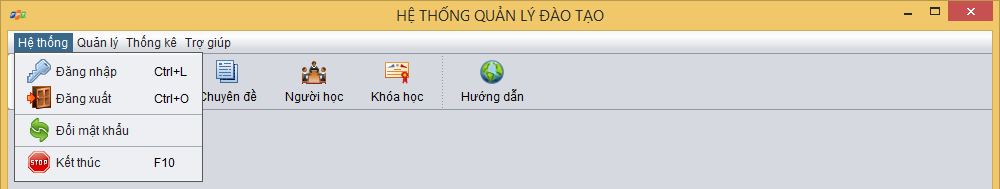 HỆ THỐNG QUẢN LÝ ĐÀO TẠO
Hệ thống Quản lý Thống kê Trợ giúp
Đăng nhập Ctrl+L
Đăng xuất Ctrl+O
Chuyên đề Người học Khóa học Hướng dẫn
Đổi mật khẩu
STOP Kết thúc F10